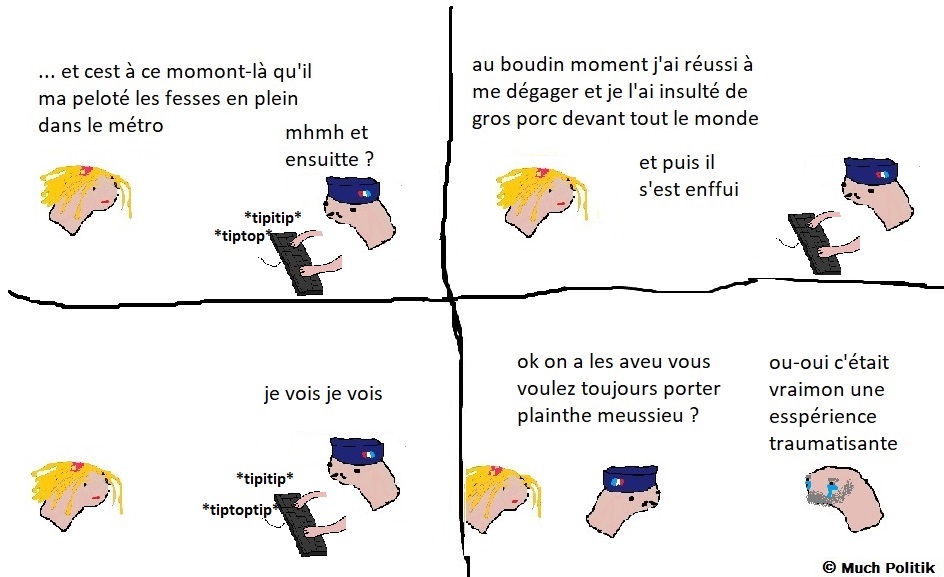 ... et cest à ce momont-là qu'il
ma peloté les fesses en plein
dans le métro
mhmh et
ensuitte ?
*tipitip*
*tiptop*
au boudin moment j'ai réussi à
me dégager et je l'ai insulté de
gros porc devant tout le monde
et puis il
s'est enffui
je vois je vois
*tipitip*
*tiptoptip*
ok on a les aveu vous
voulez toujours porter
plainthe meussieu ?
ou-oui c'était
vraimon une
esspérience
traumatisante
© Much Politik